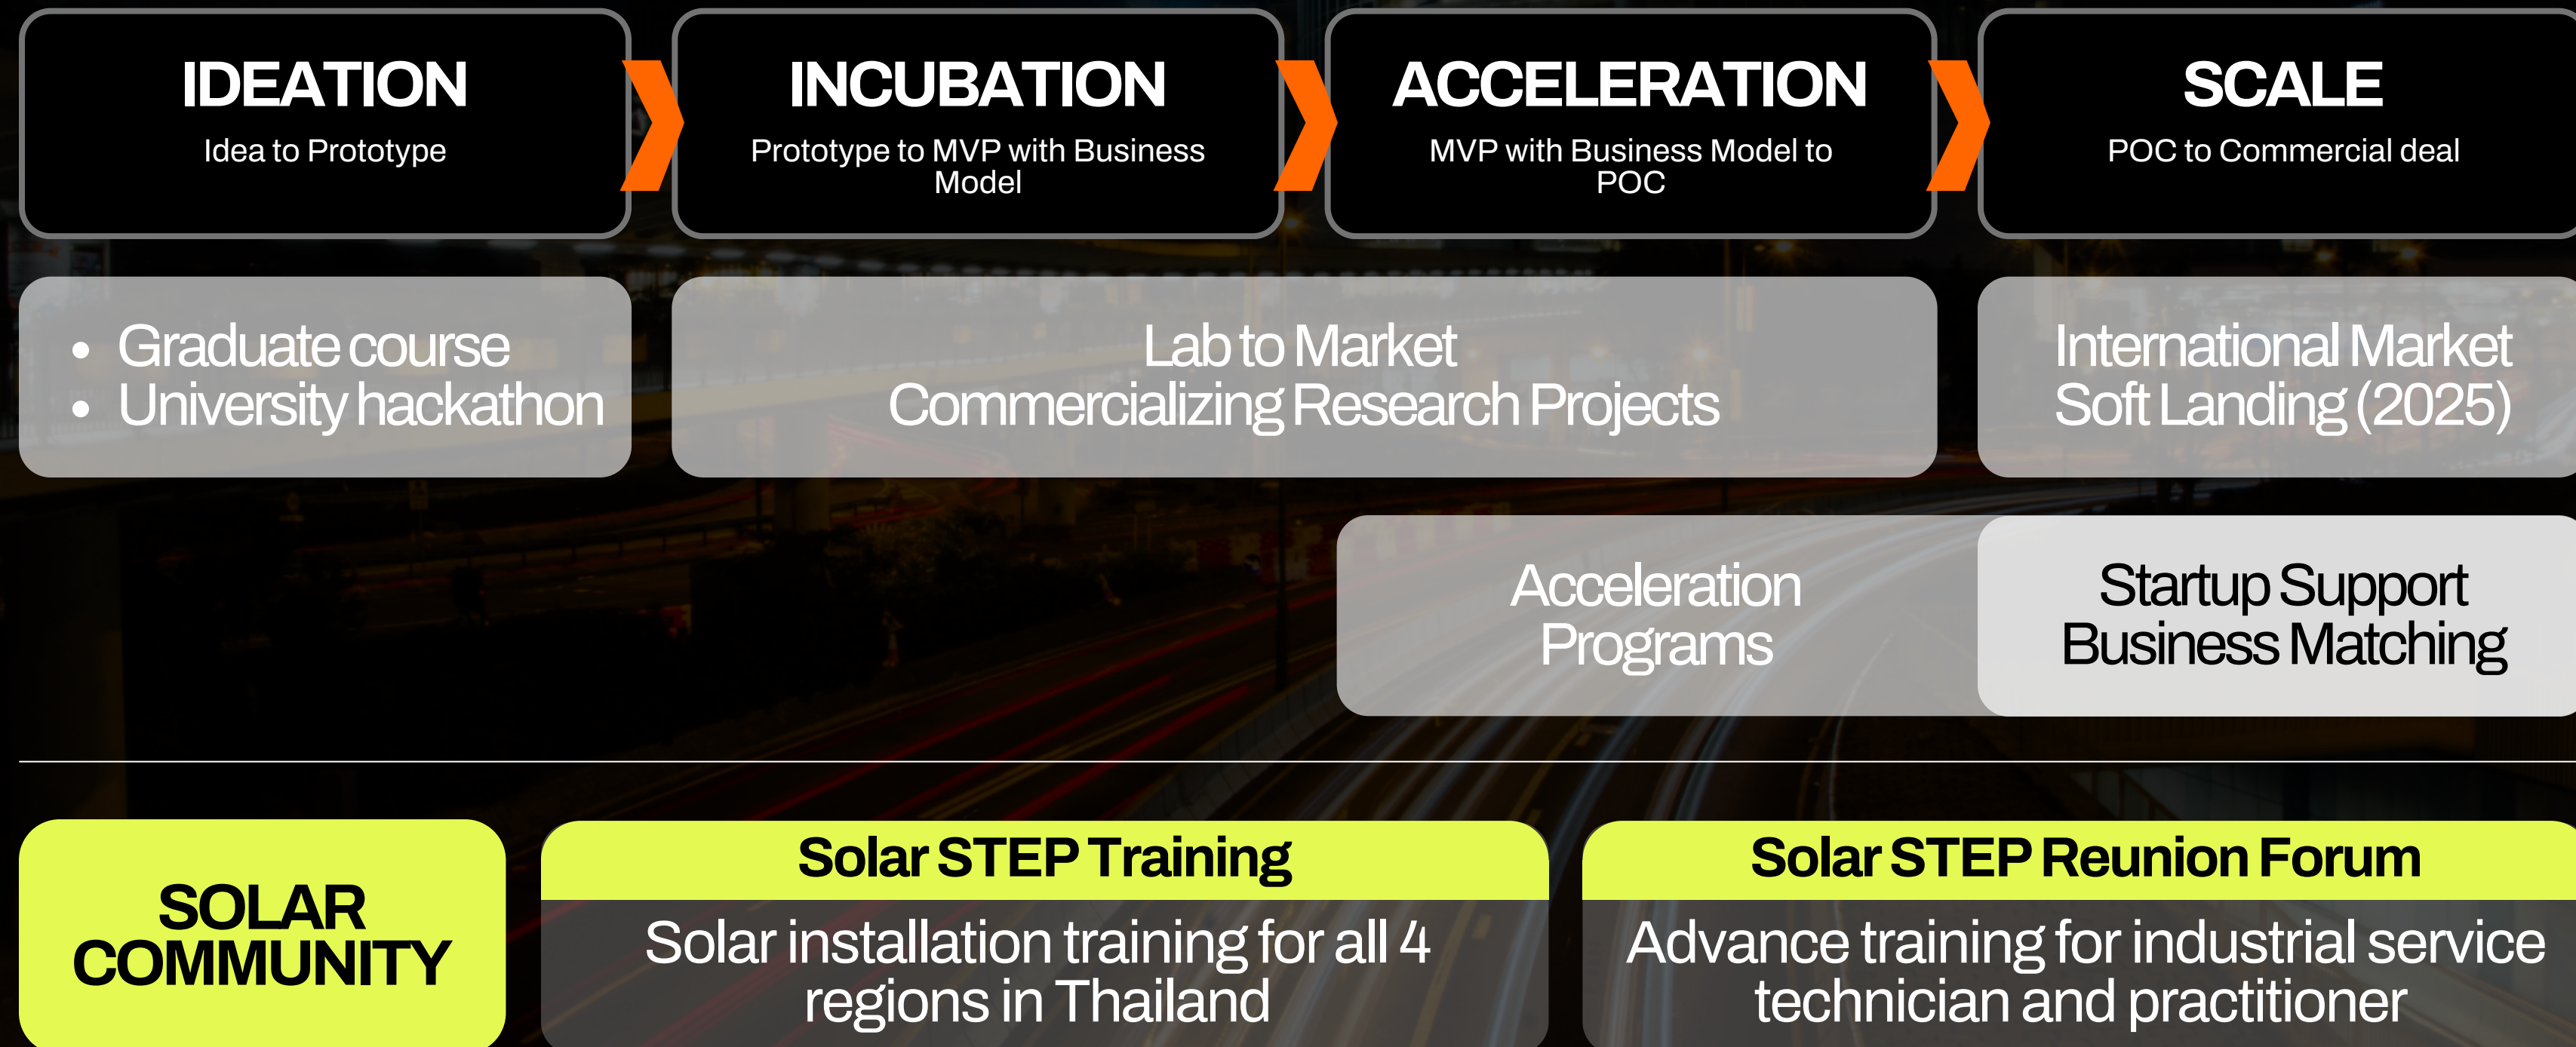 IDEATION
Idea to Prototype
INCUBATION
Prototype to MVP with Business
Model
ACCELERATION
MVP with Business Model to
POC
SCALE
POC to Commercial deal
• Graduate course
• University hackathon
Lab to Market
Commercializing Research Projects
International Market
Soft Landing (2025)
Acceleration
Programs
Startup Support
Business Matching
SOLAR
COMMUNITY
Solar STEP Training
Solar installation training for all 4
regions in Thailand
Solar STEP Reunion Forum
Advance training for industrial service
technician and practitioner